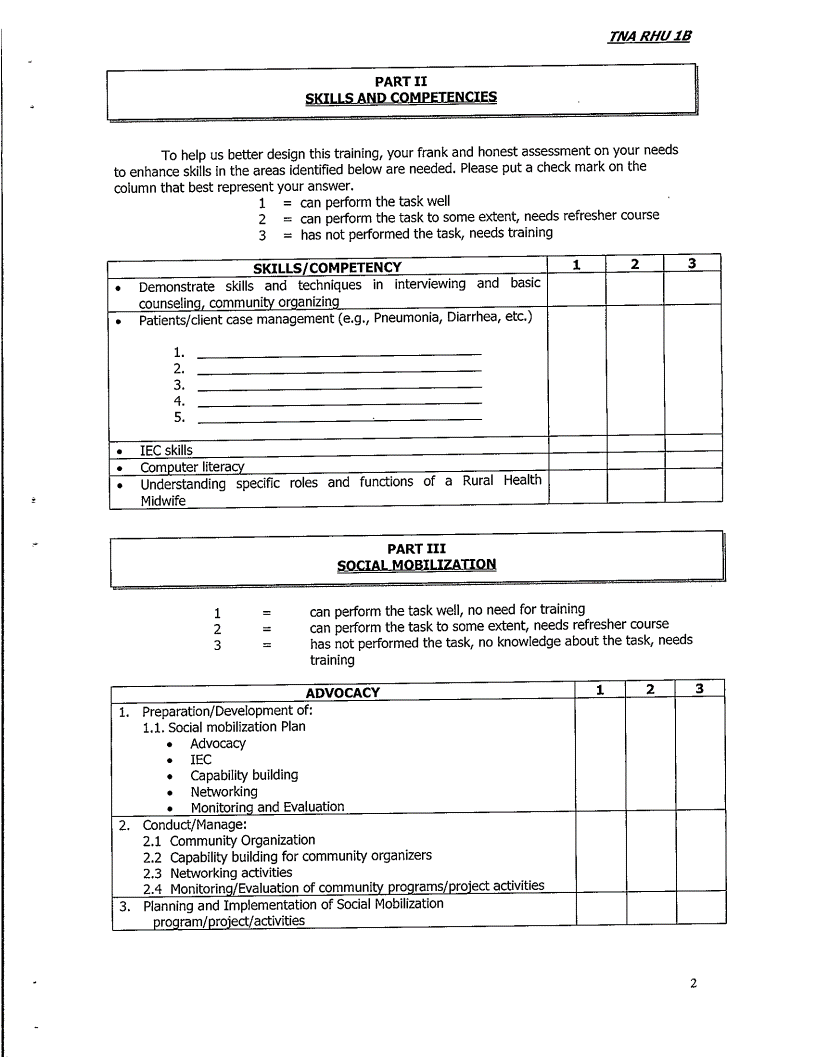 TNA RHU 1B
PART II
SKILLS AND COMPETENCIES
To help us better design this training, your frank and honest assessment on your needs
to enhance skills in the areas identified below are needed. Please put a check mark on the
column that best represent your answer.
1 = can perform the task well
2 = can perform the task to some extent, needs refresher course
3 = has not performed the task, needs training
SKILLS/COMPETENCY 1 2 3
• Demonstrate skills and techniques in interviewing and basic
counseling, community organizing
• Patients/client case management (e.g., Pneumonia, Diarrhea, etc.)
1.
2.
3.
4.
5.
• IEC skills
• Computer literacy
• Understanding specific roles and functions of a Rural Health
Midwife
PART III
SOCIAL MOBILIZATION
1 = can perform the task well, no need for training
2 = can perform the task to some extent, needs refresher course
3 = has not performed the task, no knowledge about the task, needs
training
ADVOCACY 1 2 3
1. Preparation/Development of:
1.1. Social mobilization Plan
• Advocacy
• IEC
• Capability building
• Networking
• Monitoring and Evaluation
2. Conduct/Manage:
2.1 Community Organization
2.2 Capability building for community organizers
2.3 Networking activities
2.4 Monitoring/Evaluation of community programs/project activities
3. Planning and Implementation of Social Mobilization
program/project/activities
2